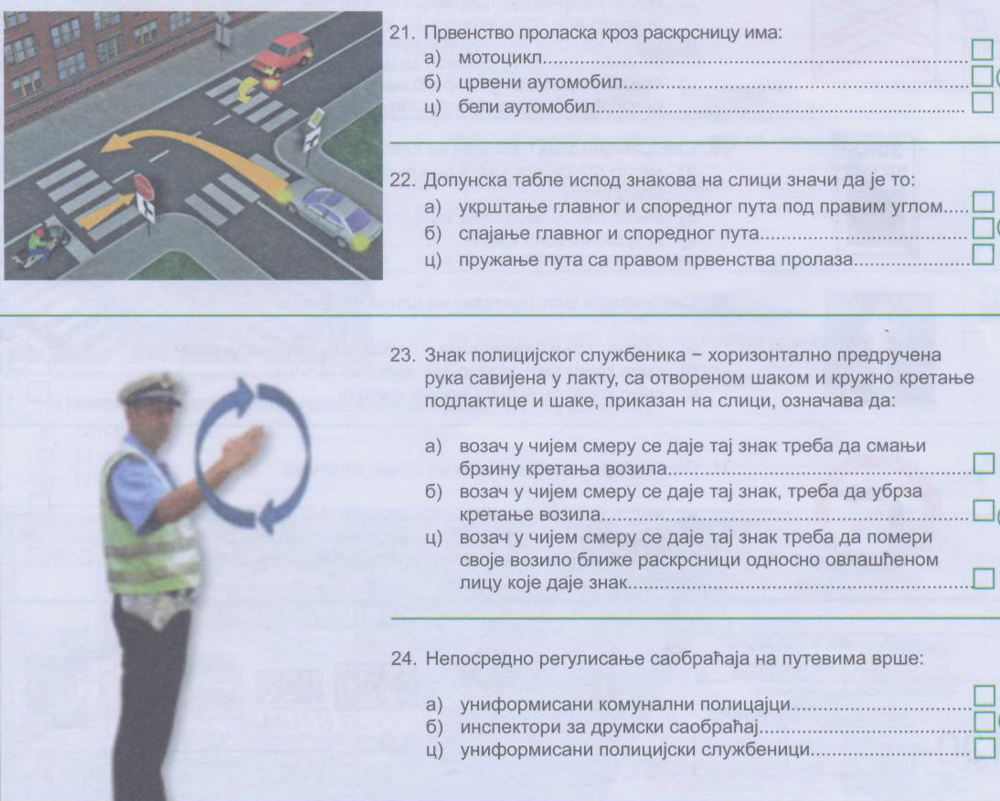 21. Првенство проласка кроз раскрсницу има:
а) мотоцикл
б) црвени аутомобил
ц) бели аутомобил
22. Допунска табле испод знакова на слици значи да је то:
а) укрштање главног и споредног пута под правим углом
б) спајање главног и споредног пута
ц) пружање пута са правом првенства пролаза
23. Знак полицијсог службеника – хоризонтално предручена
рука савијена у лакту, са отвореном шаком и кружно кретање
подлактице и шаке, приказан на слици, означава да:
а) возач у чијем смеру се даје тај знак треба да смањи
брзину кретања возила
б) возач у чијем смеру се даје тај знак, треба да убрза
кретање возила
ц) возач у чијем смеру се даје тај знак треба да помери
своје возило ближе раскрсници односно овлашћеном
лицу које даје знак
24. Непосредно регулисање саобраћаја на путевима врше:
а) униформисани комунални полицајци
б) инспектори за друмски саобраћај
ц) униформисани полицијски службеници